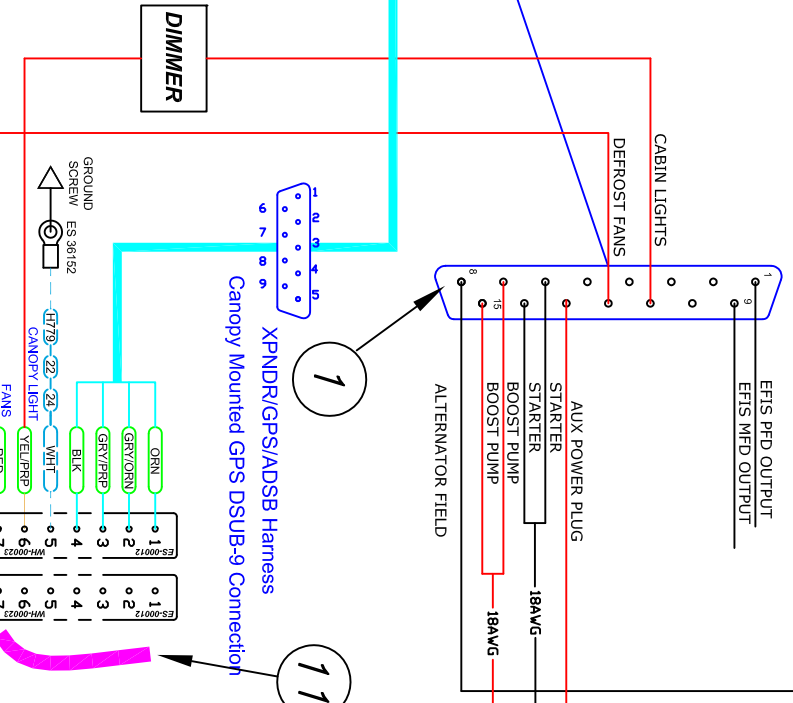 DIMMER
CABIN LIGHTS
DEFROST FANS
GROUND
SCREW
ES 36152
1
2
3
4
5
6
7
8
9
8
1
15
9
1
XPNDR/GPS/ADSB Harness
Canopy Mounted GPS DSUB-9 Connection
H779
22
24
CANOPY LIGHT
FANS
YEL/PRP
WHT
BLK
GRY/PRP
GRY/ORN
ORN
ALTERNATOR FIELD
BOOST PUMP
BOOST PUMP
STARTER
STARTER
AUX POWER PLUG
EFIS MFD OUTPUT
EFIS PFD OUTPUT
18AWG
18AWG
7
6
5
4
3
2
1
WH-00023
ES-00012
7
6
5
4
3
2
1
WH-00023
ES-00012
11